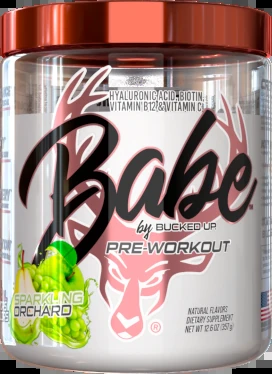 HYALURONIC ACID, BIOTIN,
VITAMIN B12 & VITAMIN C
Babe
by BUCKED UP
PRE-WORKOUT
SPARKLING
ORCHARD
®
NATURAL FLAVORS
DIETARY SUPPLEMENT
NET WT 12.6 OZ (357g)